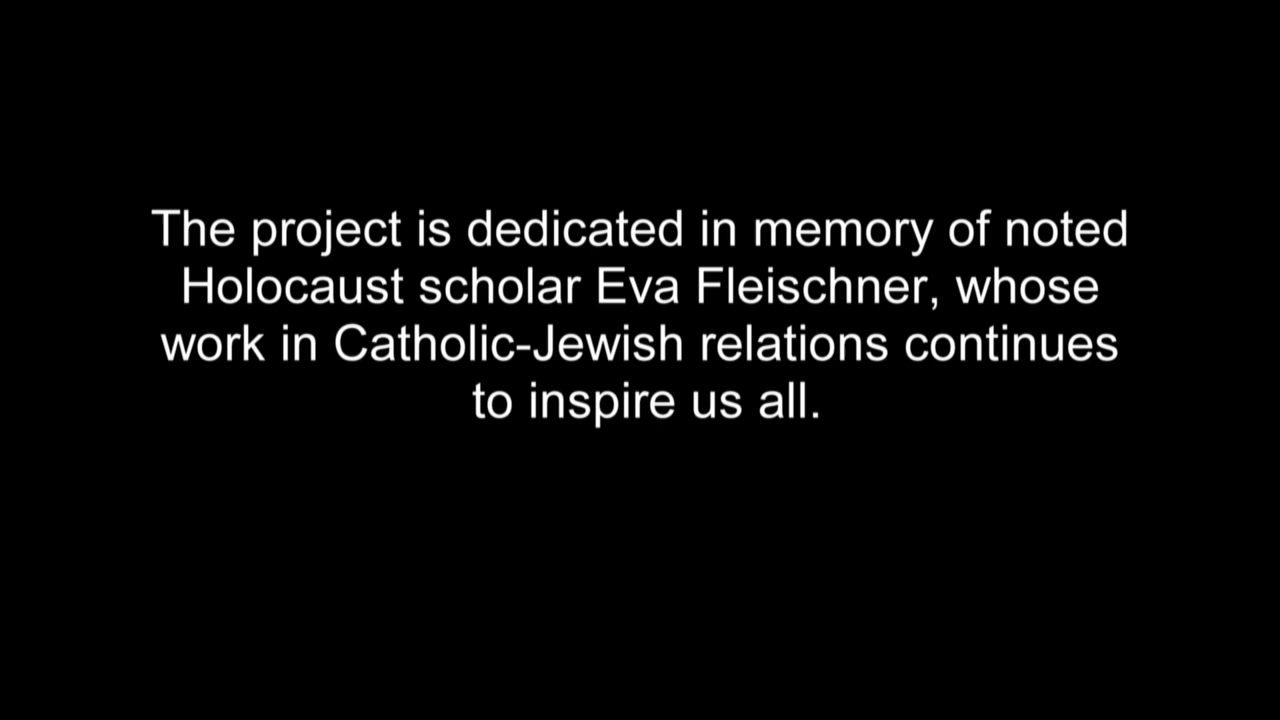 The project is dedicated in memory of noted
Holocaust scholar Eva Fleischner, whose
work in Catholic-Jewish relations continues
to inspire us all.